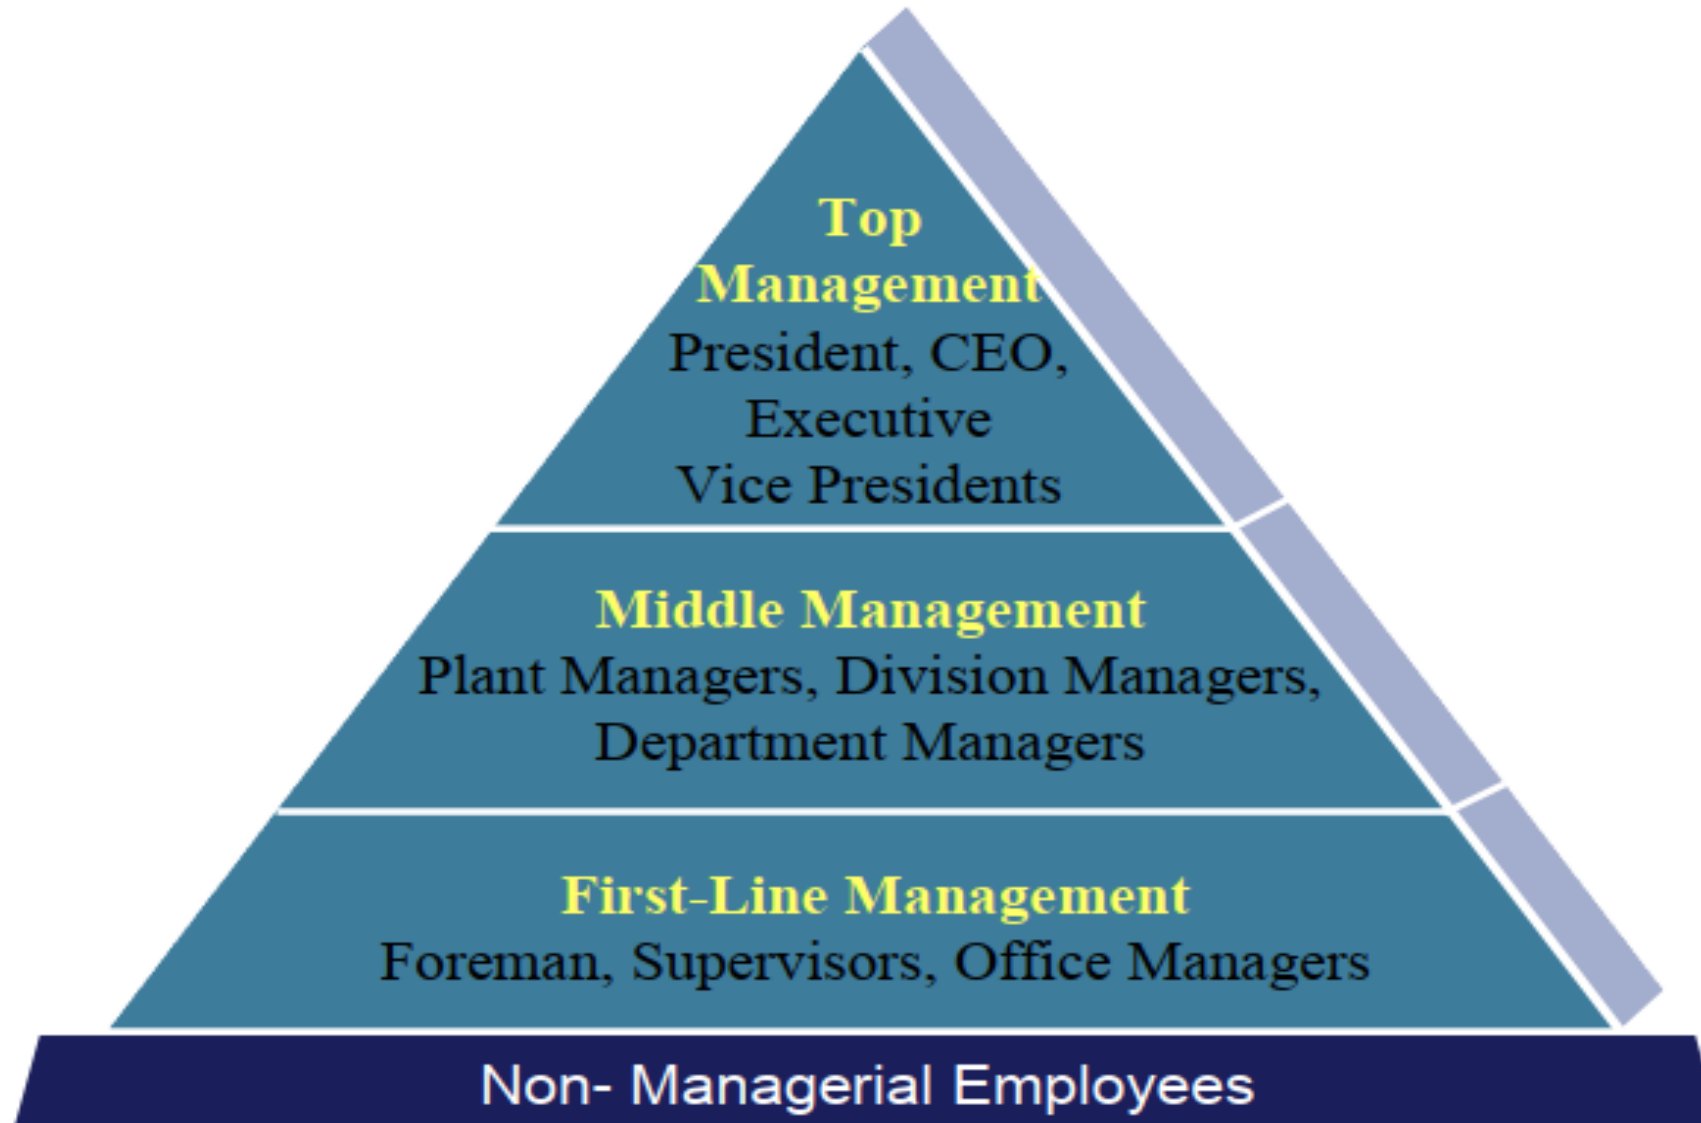 Top
Management
President, CEO,
Executive
Vice Presidents
Middle Management
Plant Managers, Division Managers,
Department Managers
First-Line Management
Foreman, Supervisors, Office Managers
Non- Managerial Employees